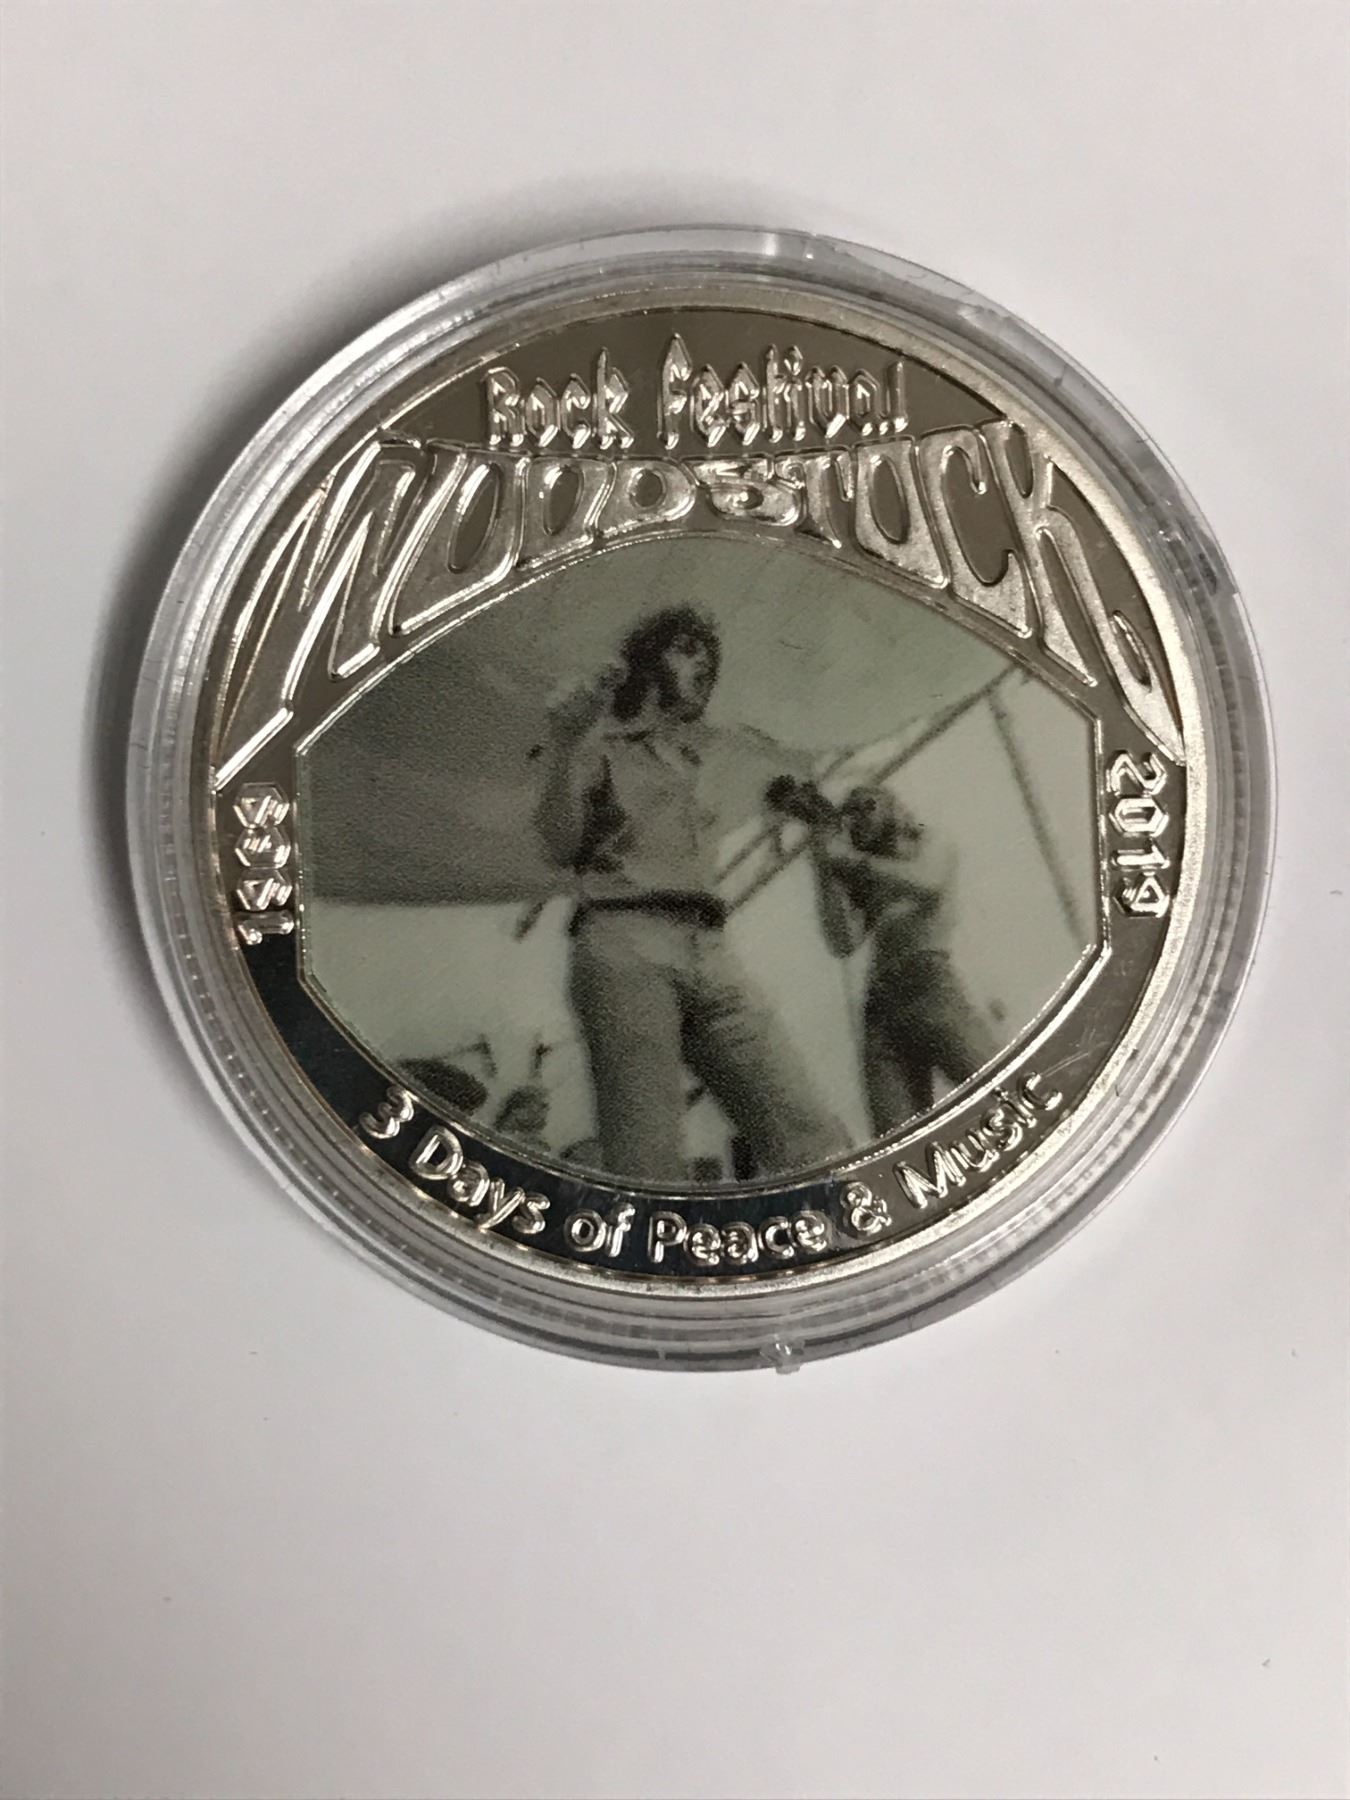 Rock Festival
WOODSTOCK
1969
2019
3 Days of Peace & Music